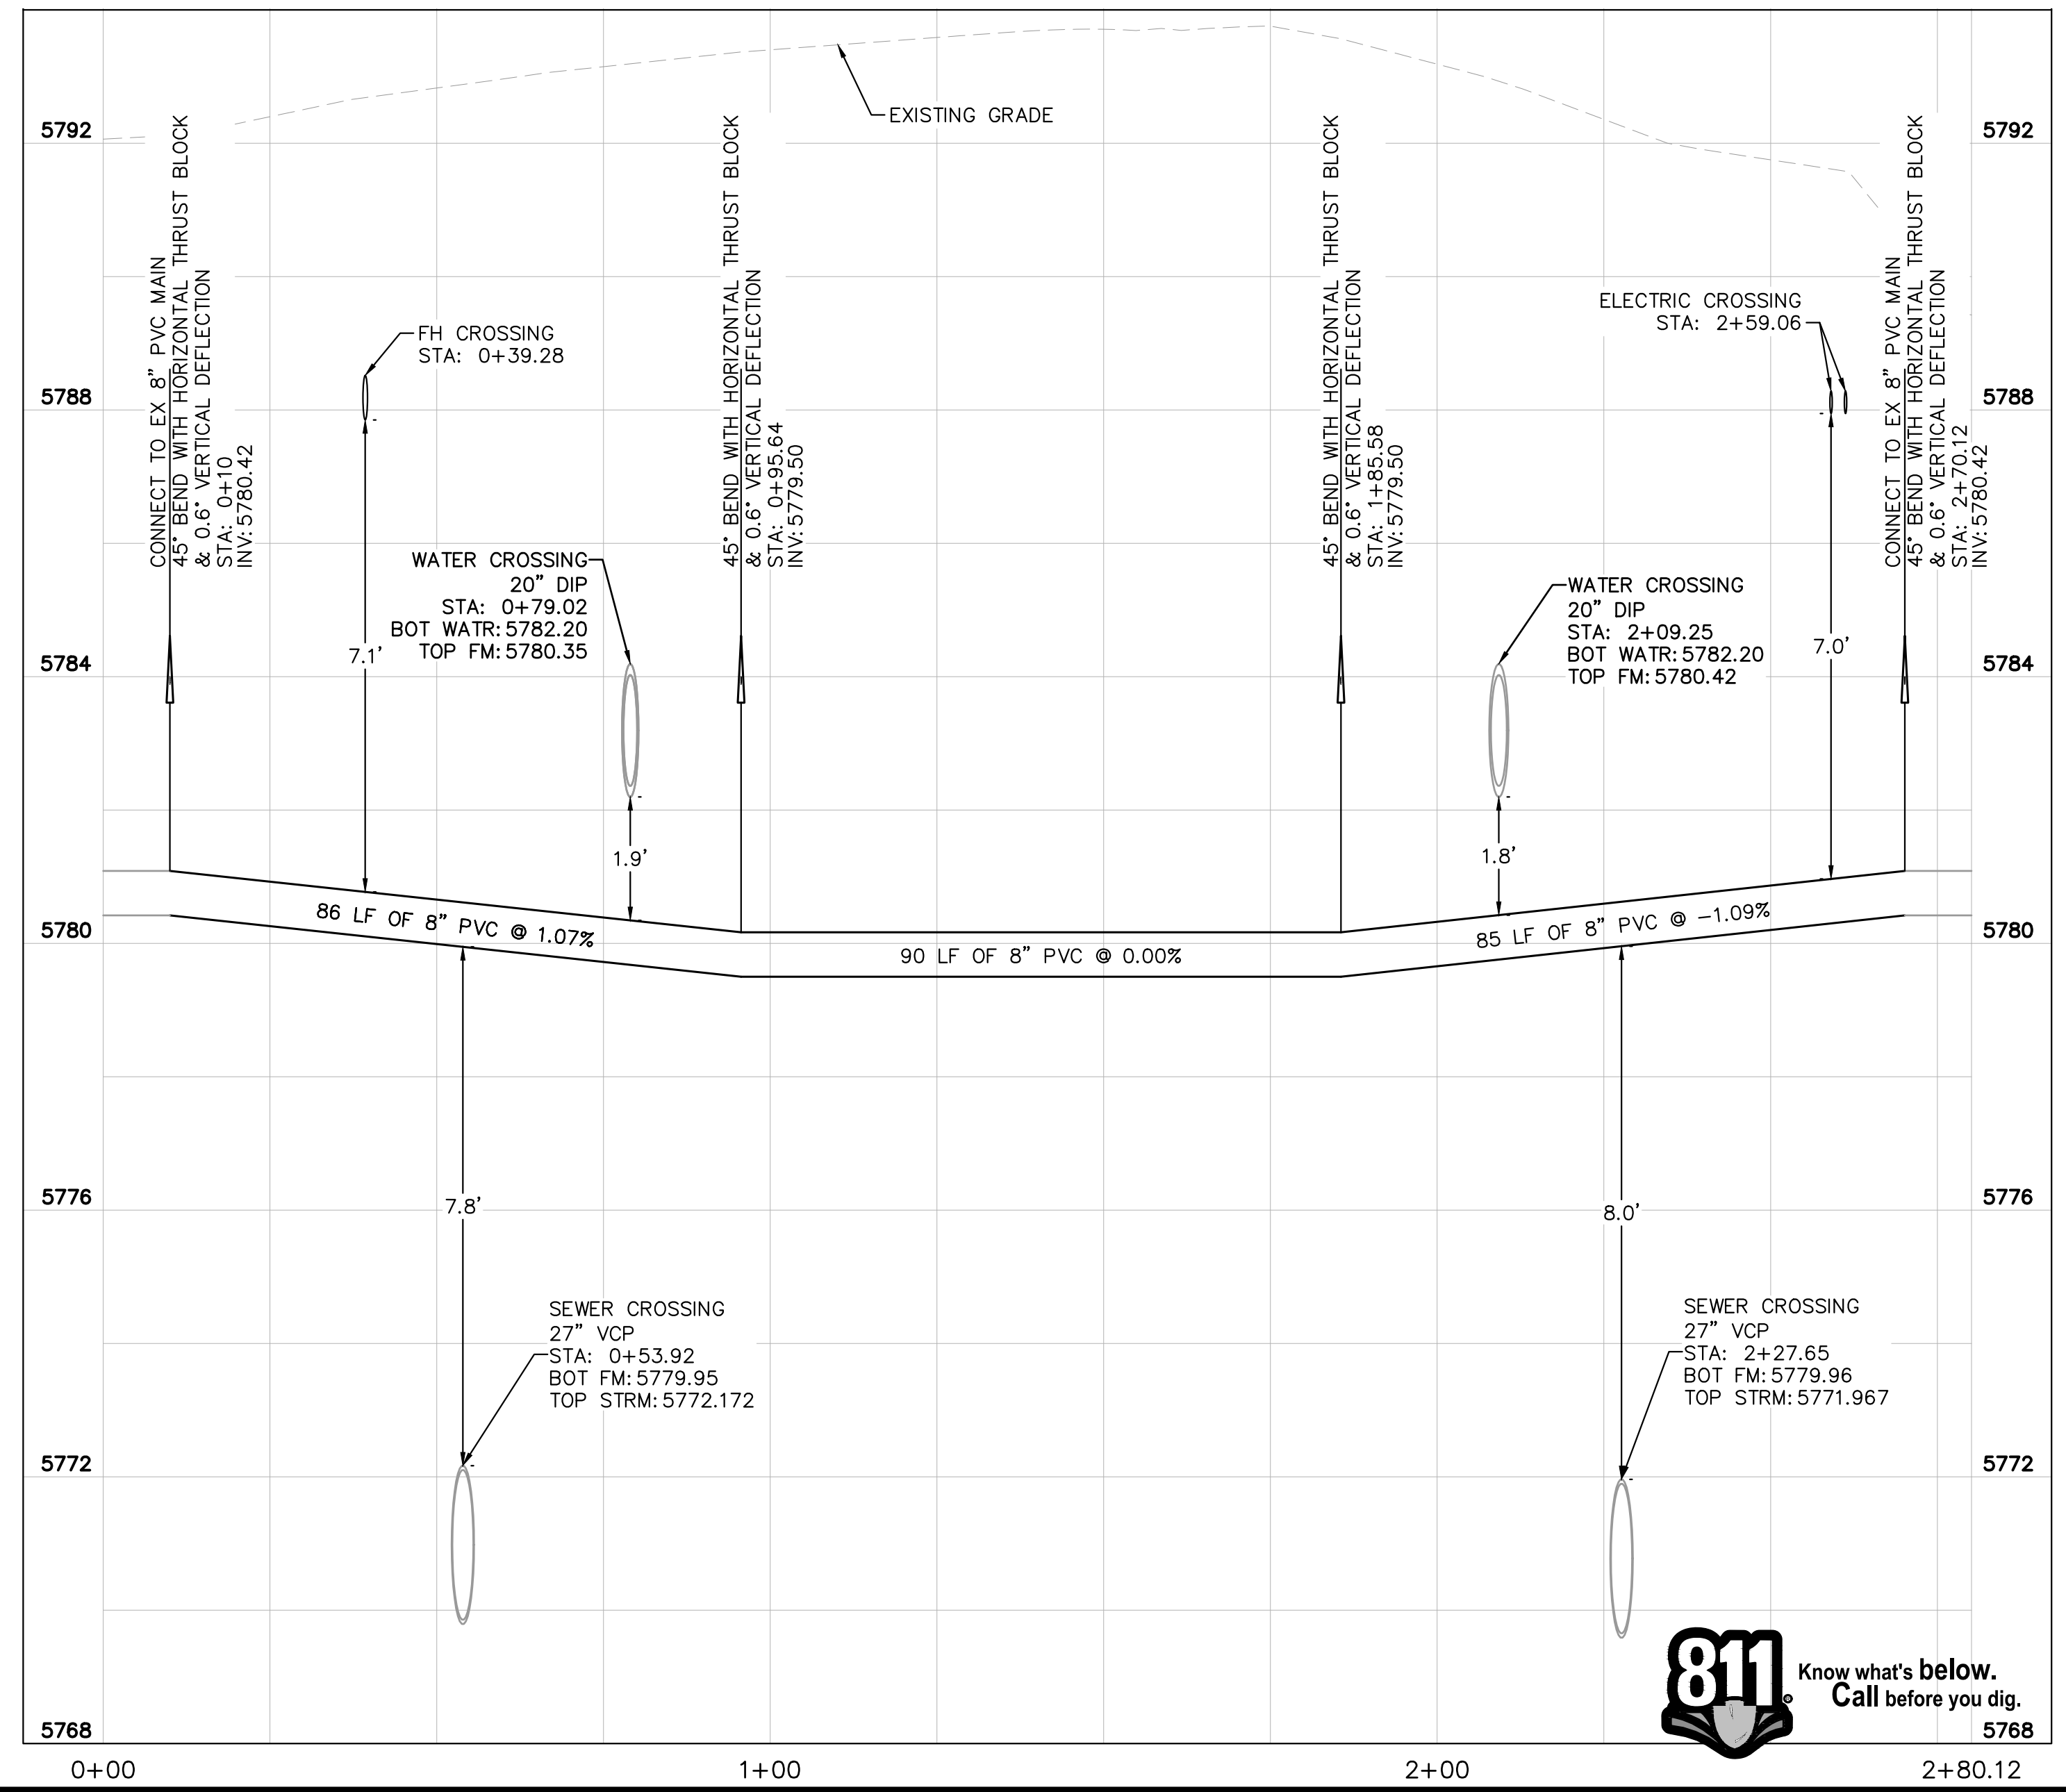 EXISTING GRADE
5792
5792
5788
5788
5784
5784
5780
5780
5776
5776
5772
5772
5768
5768
CONNECT TO EX 8" PVC MAIN
45° BEND WITH HORIZONTAL THRUST BLOCK
& 0.6° VERTICAL DEFLECTION
STA: 0+10
INV:5780.42
FH CROSSING
STA: 0+39.28
7.1'
WATER CROSSING
20" DIP
STA: 0+79.02
BOT WATR:5782.20
TOP FM:5780.35
1.9'
45° BEND WITH HORIZONTAL THRUST BLOCK
& 0.6° VERTICAL DEFLECTION
STA: 0+95.64
INV:5779.50
45° BEND WITH HORIZONTAL THRUST BLOCK
& 0.6° VERTICAL DEFLECTION
STA: 1+85.58
INV:5779.50
WATER CROSSING
20" DIP
STA: 2+09.25
BOT WATR:5782.20
TOP FM:5780.42
1.8'
ELECTRIC CROSSING
STA: 2+59.06
7.0'
CONNECT TO EX 8" PVC MAIN
45° BEND WITH HORIZONTAL THRUST BLOCK
& 0.6° VERTICAL DEFLECTION
STA: 2+70.12
INV:5780.42
86 LF OF 8" PVC @ 1.07%
90 LF OF 8" PVC @ 0.00%
85 LF OF 8" PVC @ -1.09%
7.8'
8.0'
SEWER CROSSING
27" VCP
STA: 0+53.92
BOT FM:5779.95
TOP STRM:5772.172
SEWER CROSSING
27" VCP
STA: 2+27.65
BOT FM:5779.96
TOP STRM:5771.967
811®
Know what's below.
Call before you dig.
0+00
1+00
2+00
2+80.12